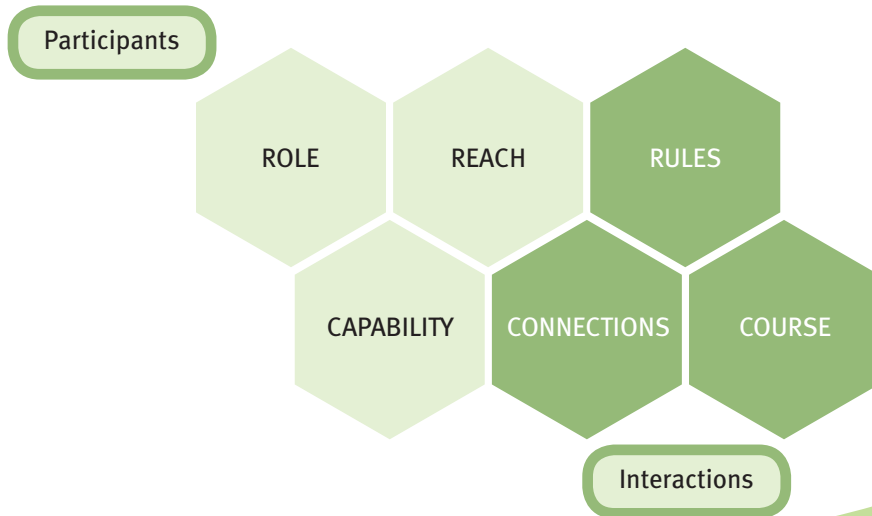 Participants
ROLE
REACH
RULES
CAPABILITY
CONNECTIONS
COURSE
Interactions